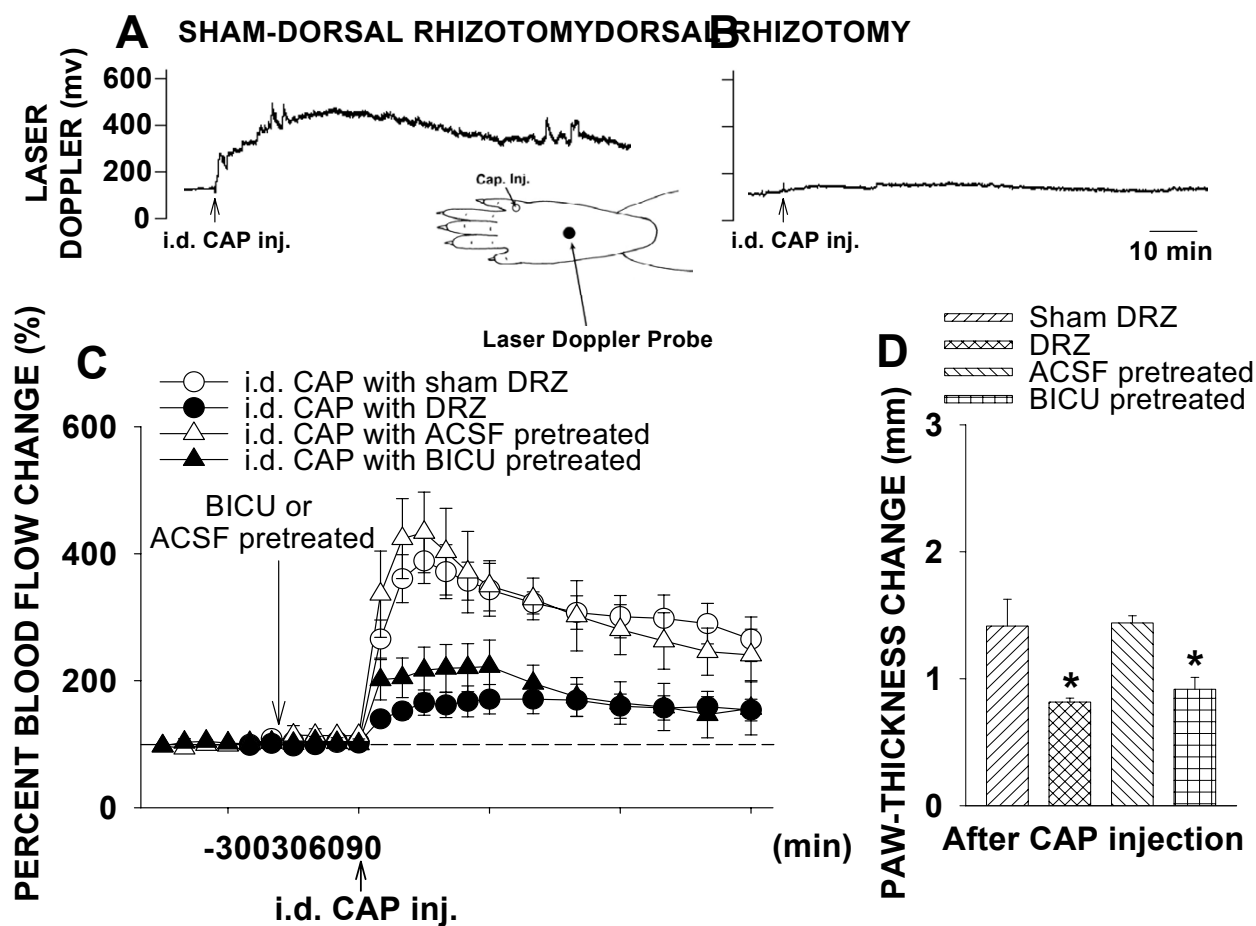 A SHAM-DORSAL RHIZOTOMYDORSAL RHIZOTOMY
B
LASER
DOPPLER (mv)
600
400
200
0
i.d. CAP inj.
Cap. Inj.
Laser Doppler Probe
i.d. CAP inj.
10 min
C
PERCENT BLOOD FLOW CHANGE (%)
i.d. CAP with sham DRZ
i.d. CAP with DRZ
i.d. CAP with ACSF pretreated
i.d. CAP with BICU pretreated
600
400
200
0
BICU or
ACSF pretreated
-300306090
(min)
i.d. CAP inj.
D
Sham DRZ
DRZ
ACSF pretreated
BICU pretreated
PAW-THICKNESS CHANGE (mm)
3
2
1
0
*
*
After CAP injection